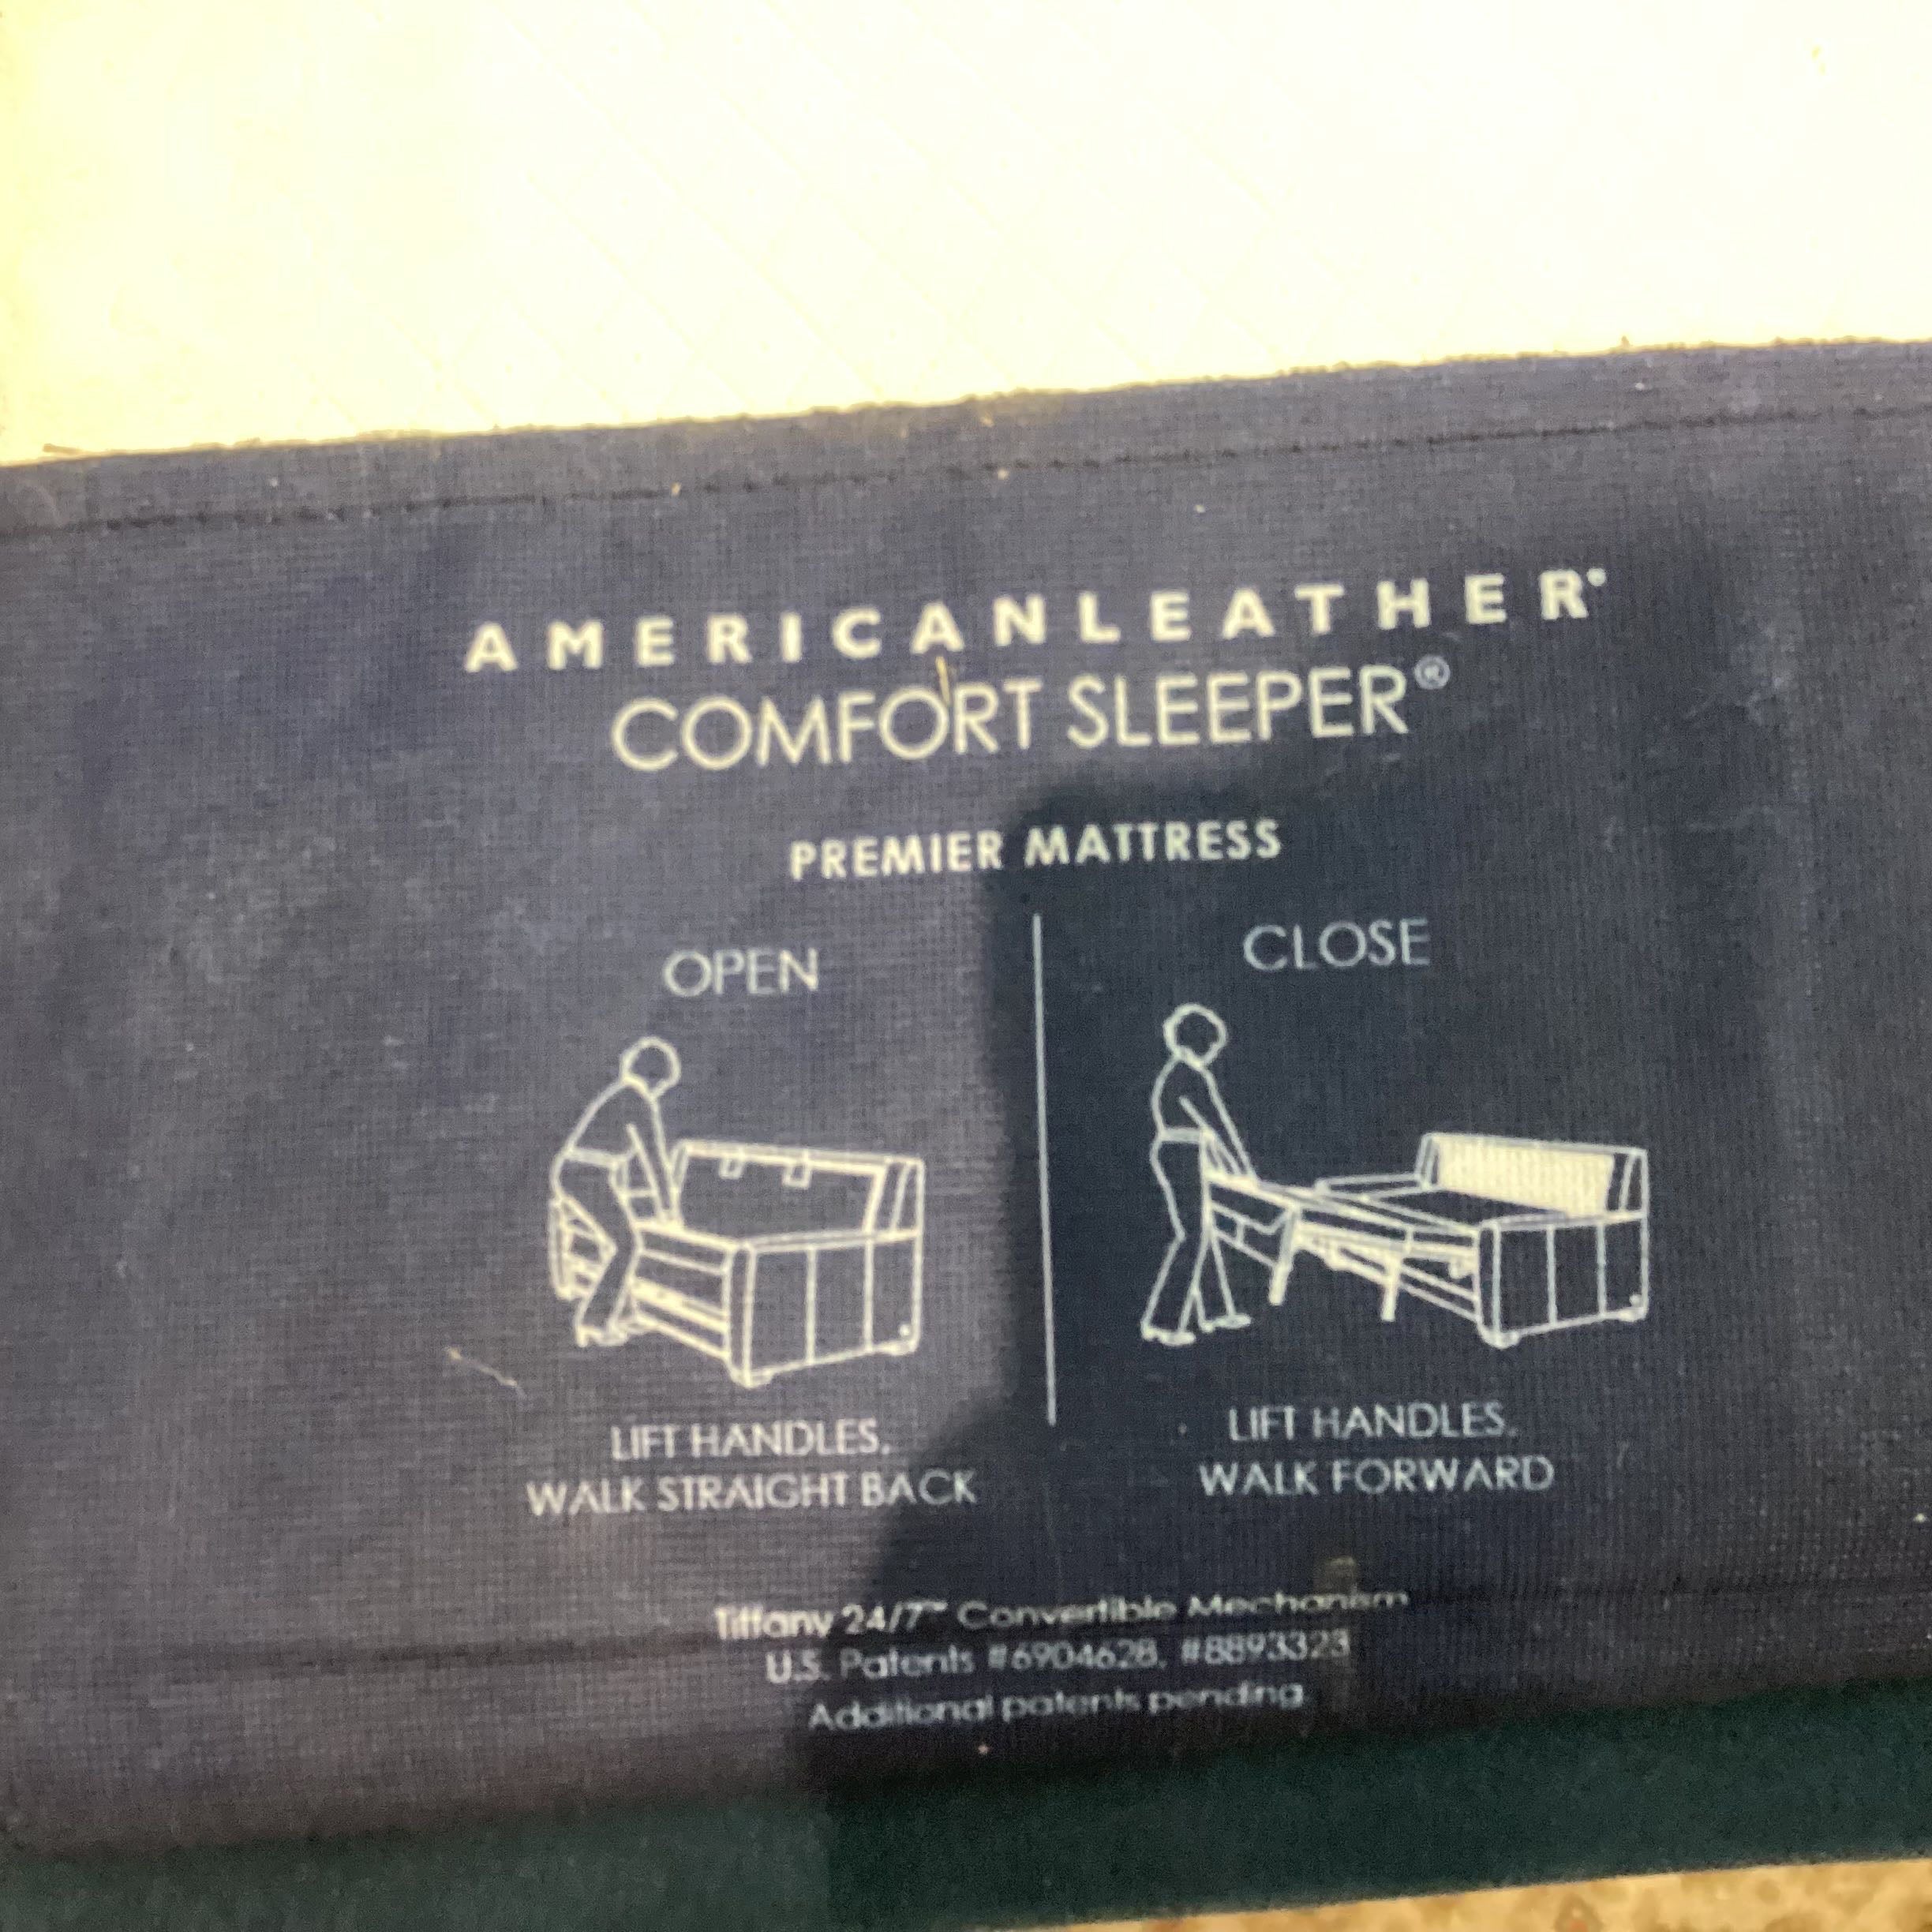 AMERICANLEATHER®
COMFORT SLEEPER®
PREMIER MATTRESS
OPEN
CLOSE
LIFT HANDLES,
WALK STRAIGHT BACK
LIFT HANDLES,
WALK FORWARD
Tiffany 24/7™ Convertible Mechanism
U.S. Patents #6904628, #8893323
Additional patents pending